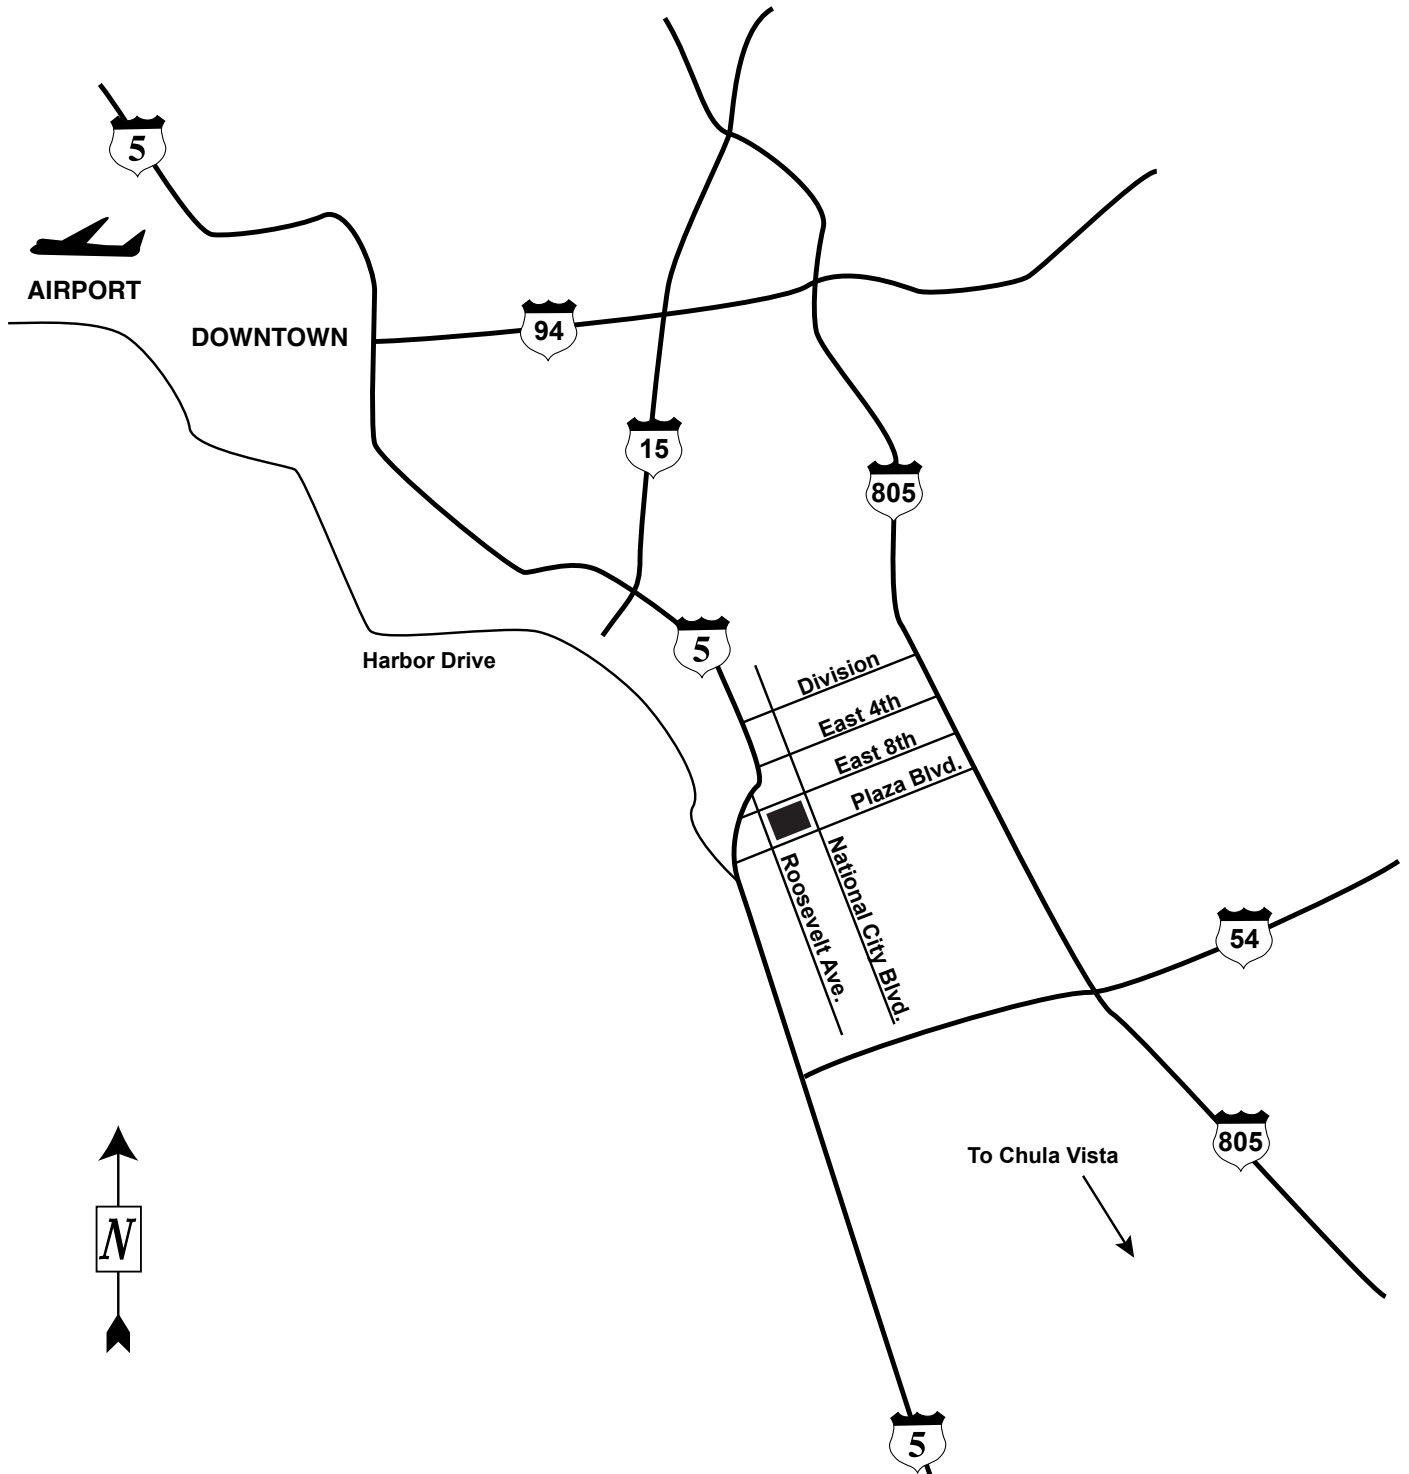 5
AIRPORT
DOWNTOWN
94
15
805
5
Harbor Drive
Division
East 4th
East 8th
Plaza Blvd.
National City Blvd.
Roosevelt Ave.
54
805
To Chula Vista
N
5